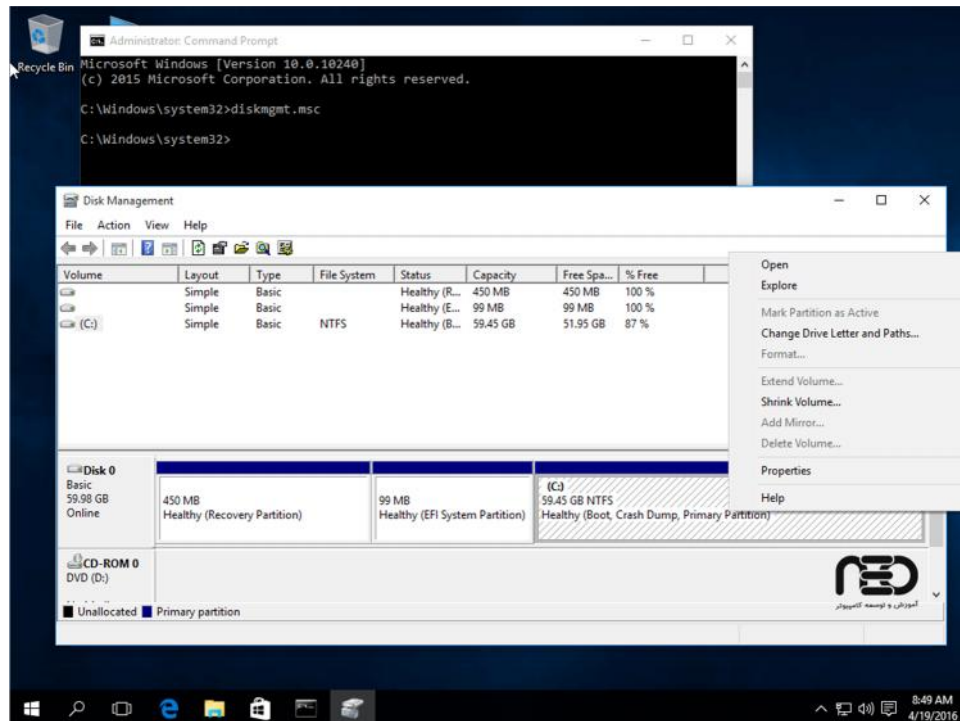 Recycle Bin
Administrator: Command Prompt
Microsoft Windows [Version 10.0.10240]
(c) 2015 Microsoft Corporation. All rights reserved.
C:\Windows\system32>diskmgmt.msc
C:\Windows\system32>
Disk Management
File Action View Help
Volume Layout Type File System Status Capacity Free Spa... % Free
Simple Basic Healthy (R... 450 MB 450 MB 100 %
Simple Basic Healthy (E... 99 MB 99 MB 100 %
(C:) Simple Basic NTFS Healthy (B... 59.45 GB 51.95 GB 87 %
Open
Explore
Mark Partition as Active
Change Drive Letter and Paths...
Format...
Extend Volume...
Shrink Volume...
Add Mirror...
Delete Volume...
Properties
Help
Disk 0
Basic
59.98 GB
Online
450 MB
Healthy (Recovery Partition)
99 MB
Healthy (EFI System Partition)
(C:)
59.45 GB NTFS
Healthy (Boot, Crash Dump, Primary Partition)
CD-ROM 0
DVD (D:)
NED
آموزش و توسعه کامپیوتر
Unallocated Primary partition
8:49 AM
4/19/2016